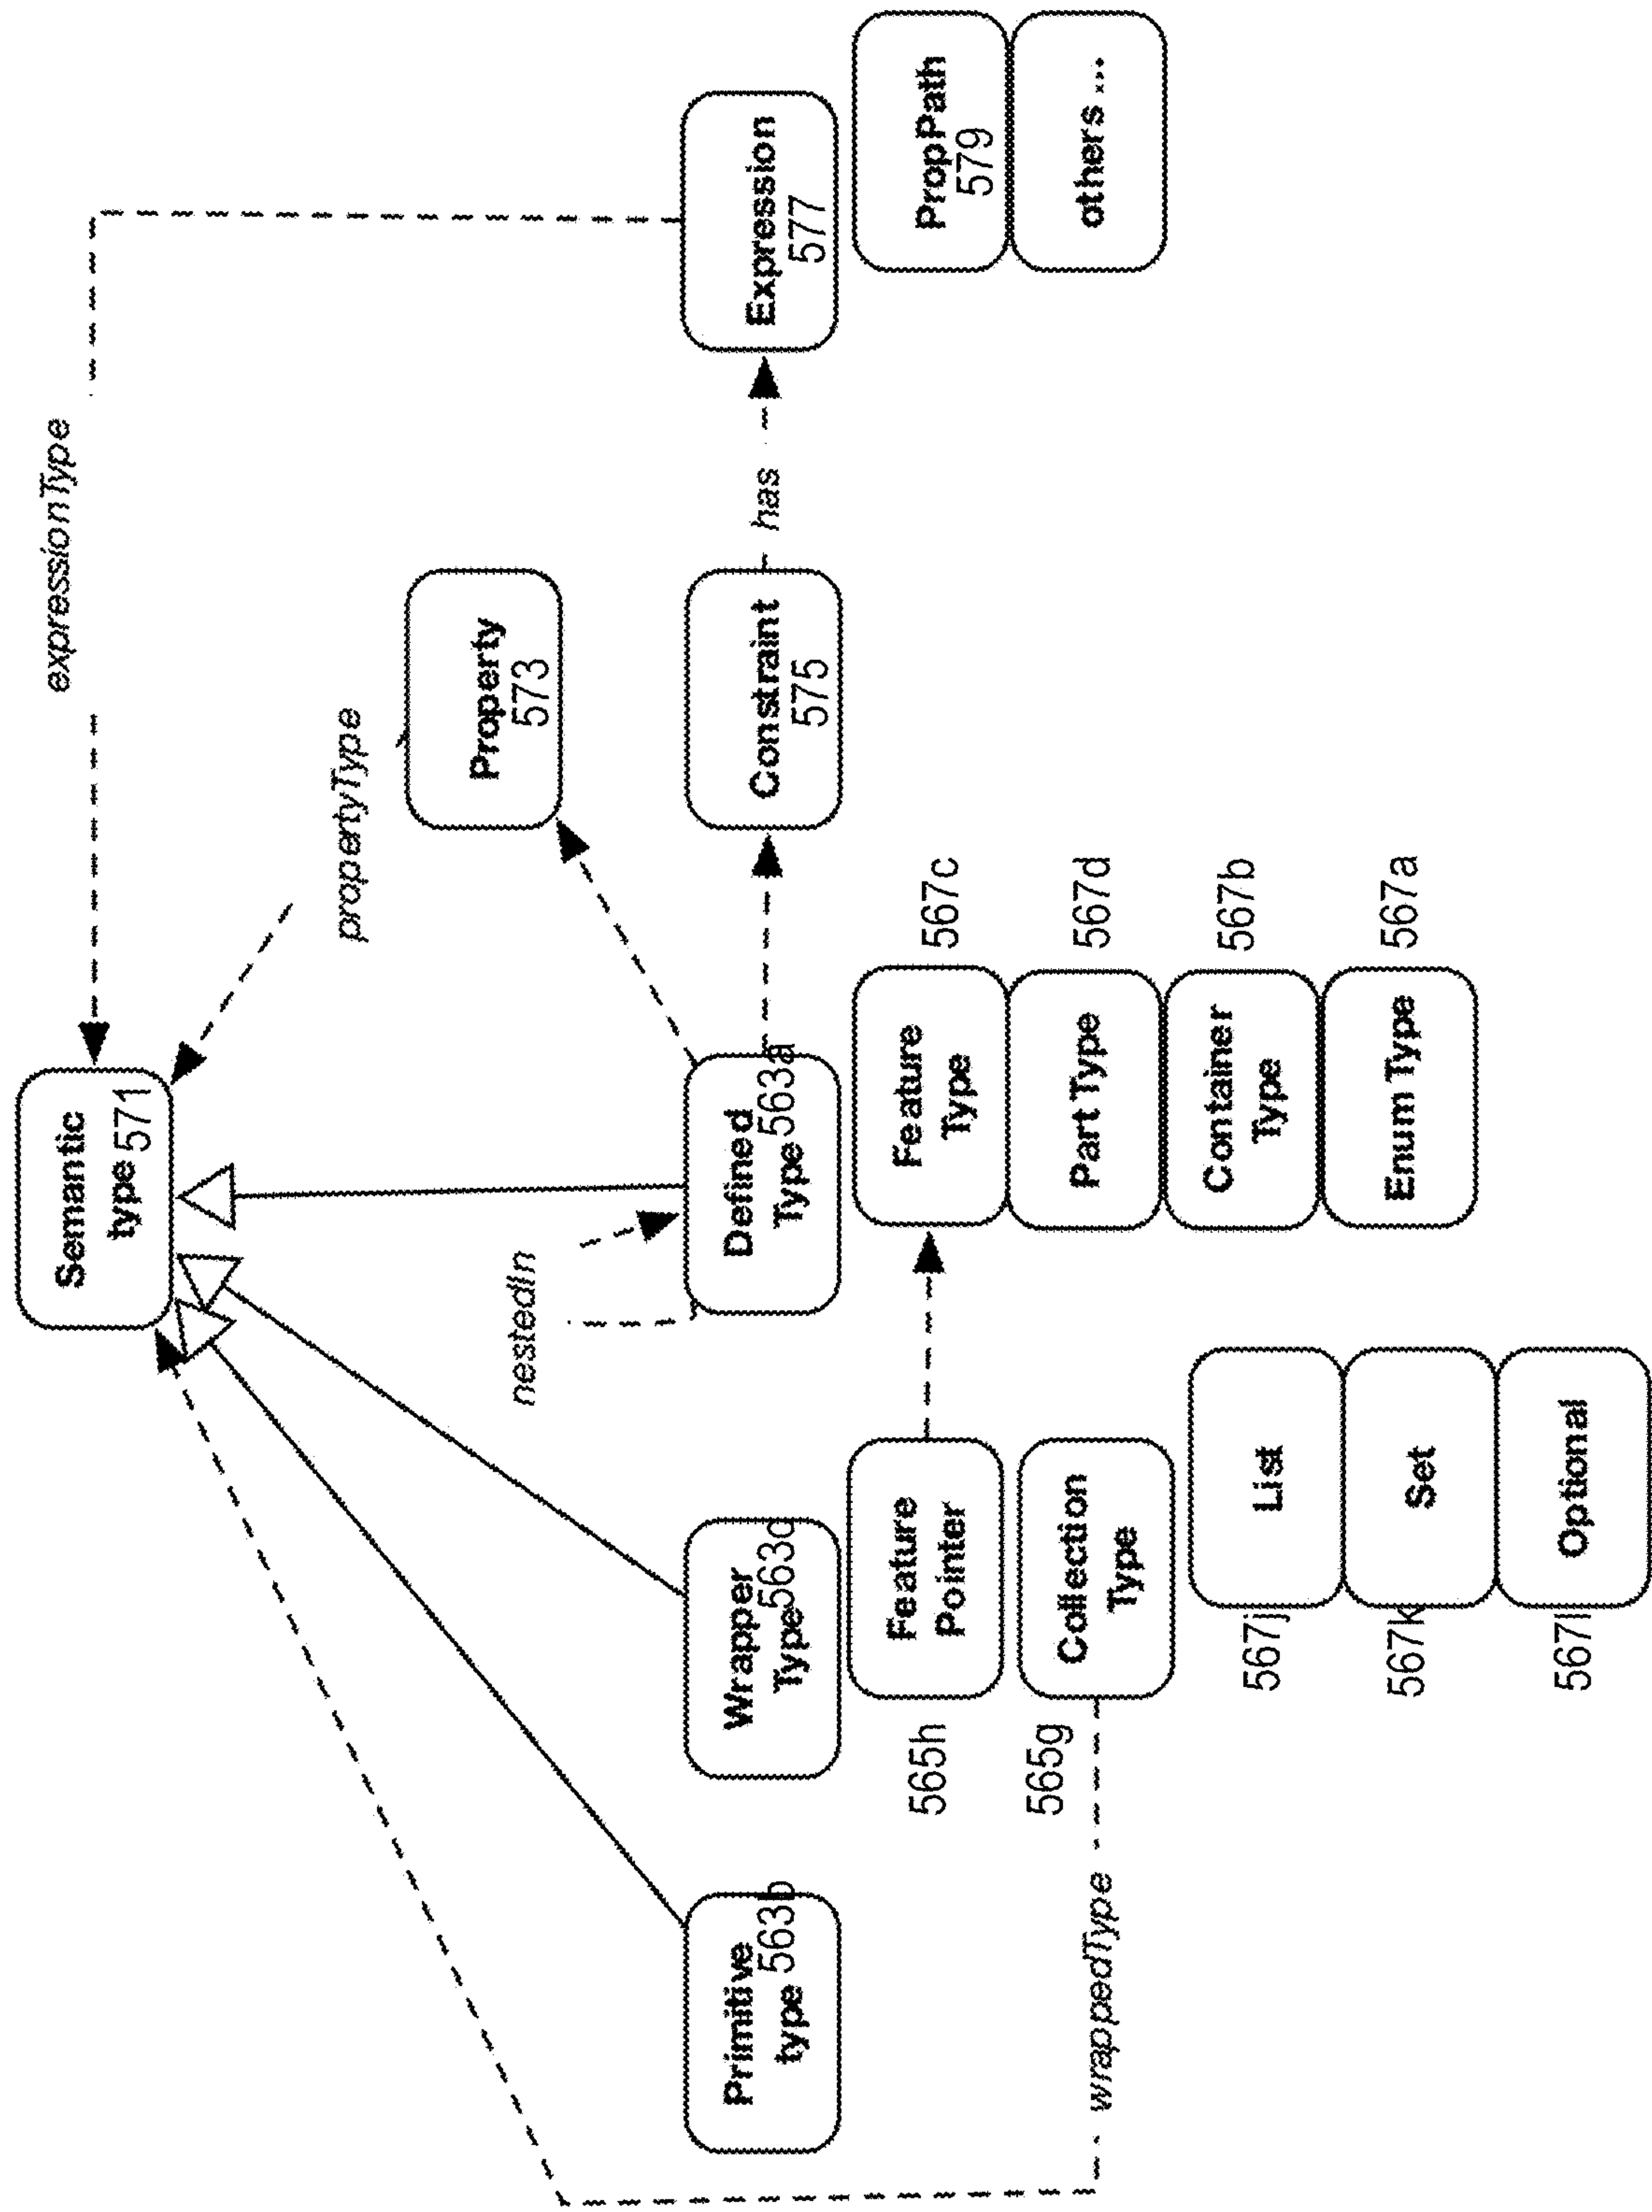 expressionType
Semantic
type 571
propertyType
Property
573
nestedIn
Primitive
type 563b
Wrapper
Type 563c
Defined
Type 563a
Constraint
575
has
Expression
577
565h
Feature
Pointer
Feature
Type
567c
PropPath
579
wrappedType
565g
Collection
Type
Part Type
567d
others ...
567j
List
Container
Type
567b
567k
Set
Enum Type
567a
567l
Optional